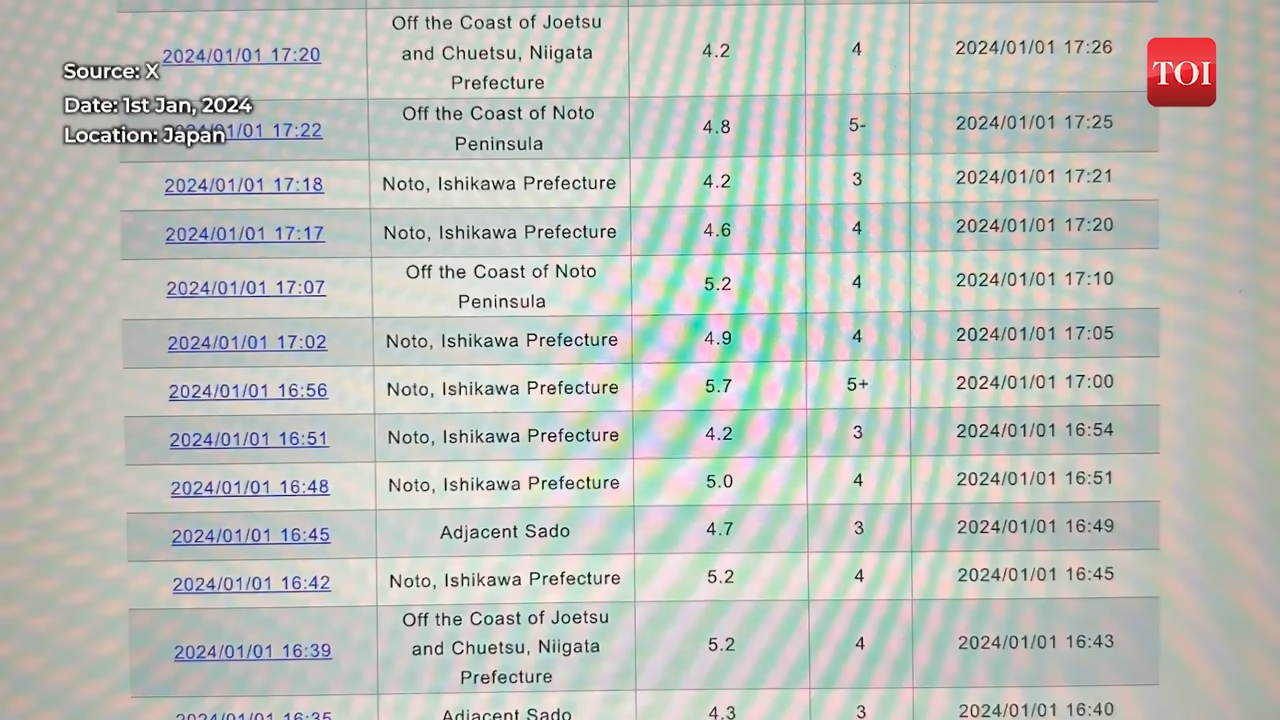 Source: X
Date: 1st Jan, 2024
Location: Japan
TOI
2024/01/01 17:20 Off the Coast of Joetsu and Chuetsu, Niigata Prefecture 4.2 4 2024/01/01 17:26
2024/01/01 17:22 Off the Coast of Noto Peninsula 4.8 5- 2024/01/01 17:25
2024/01/01 17:18 Noto, Ishikawa Prefecture 4.2 3 2024/01/01 17:21
2024/01/01 17:17 Noto, Ishikawa Prefecture 4.6 4 2024/01/01 17:20
2024/01/01 17:07 Off the Coast of Noto Peninsula 5.2 4 2024/01/01 17:10
2024/01/01 17:02 Noto, Ishikawa Prefecture 4.9 4 2024/01/01 17:05
2024/01/01 16:56 Noto, Ishikawa Prefecture 5.7 5+ 2024/01/01 17:00
2024/01/01 16:51 Noto, Ishikawa Prefecture 4.2 3 2024/01/01 16:54
2024/01/01 16:48 Noto, Ishikawa Prefecture 5.0 4 2024/01/01 16:51
2024/01/01 16:45 Adjacent Sado 4.7 3 2024/01/01 16:49
2024/01/01 16:42 Noto, Ishikawa Prefecture 5.2 4 2024/01/01 16:45
2024/01/01 16:39 Off the Coast of Joetsu and Chuetsu, Niigata Prefecture 5.2 4 2024/01/01 16:43
2024/01/01 16:35 Adjacent Sado 4.3 3 2024/01/01 16:40